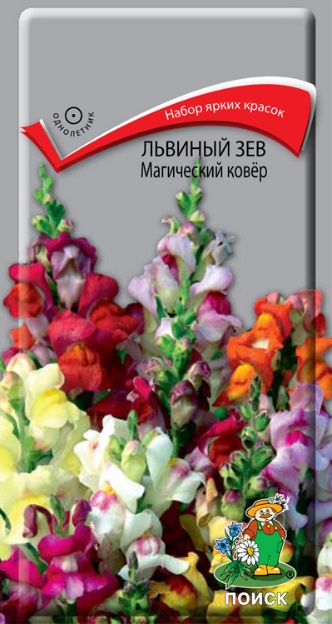 Набор ярких красок
ОДНОЛЕТНИК
ЛЬВИНЫЙ ЗЕВ
Магический ковёр
ПОИСК